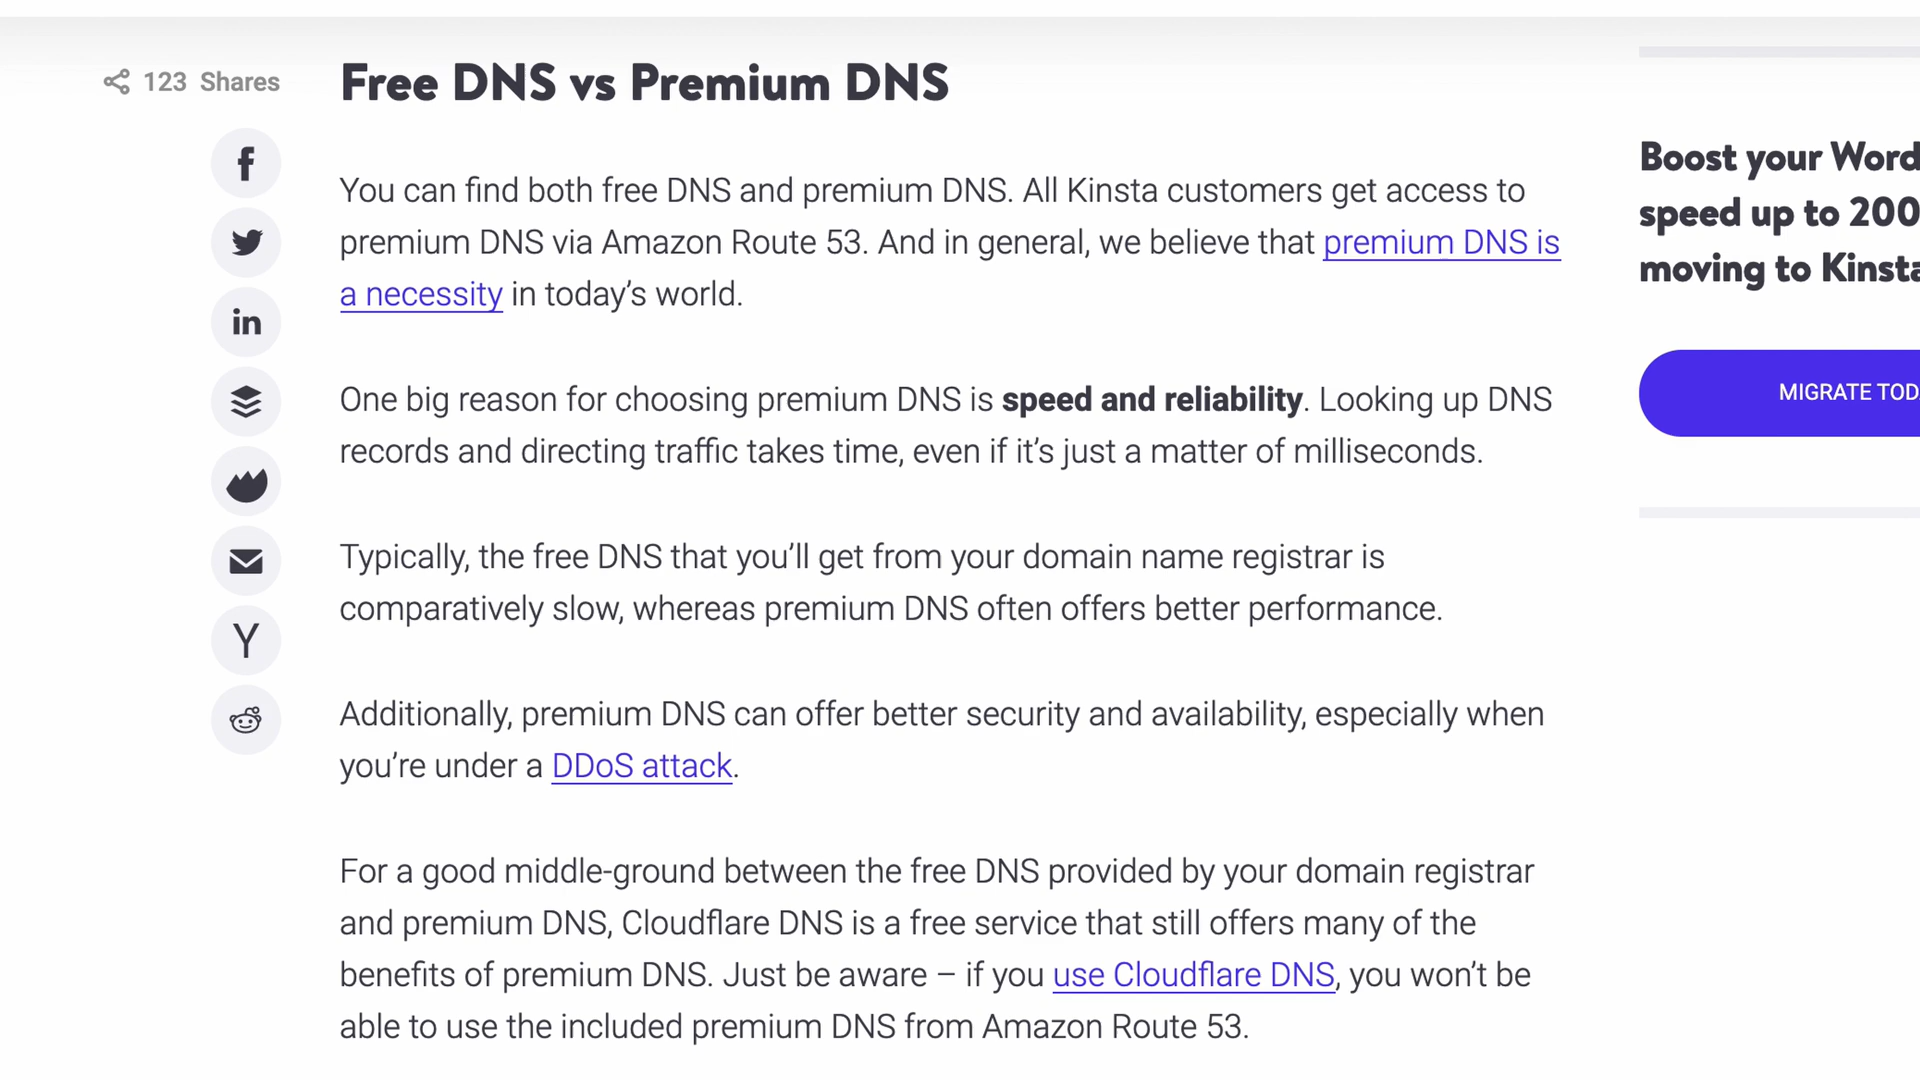 123 Shares
Free DNS vs Premium DNS
You can find both free DNS and premium DNS. All Kinsta customers get access to
premium DNS via Amazon Route 53. And in general, we believe that premium DNS is
a necessity in today’s world.
One big reason for choosing premium DNS is speed and reliability. Looking up DNS
records and directing traffic takes time, even if it’s just a matter of milliseconds.
Typically, the free DNS that you’ll get from your domain name registrar is
comparatively slow, whereas premium DNS often offers better performance.
Additionally, premium DNS can offer better security and availability, especially when
you’re under a DDoS attack.
For a good middle-ground between the free DNS provided by your domain registrar
and premium DNS, Cloudflare DNS is a free service that still offers many of the
benefits of premium DNS. Just be aware – if you use Cloudflare DNS, you won’t be
able to use the included premium DNS from Amazon Route 53.
Boost your Word
speed up to 200
moving to Kinsta
MIGRATE TOD